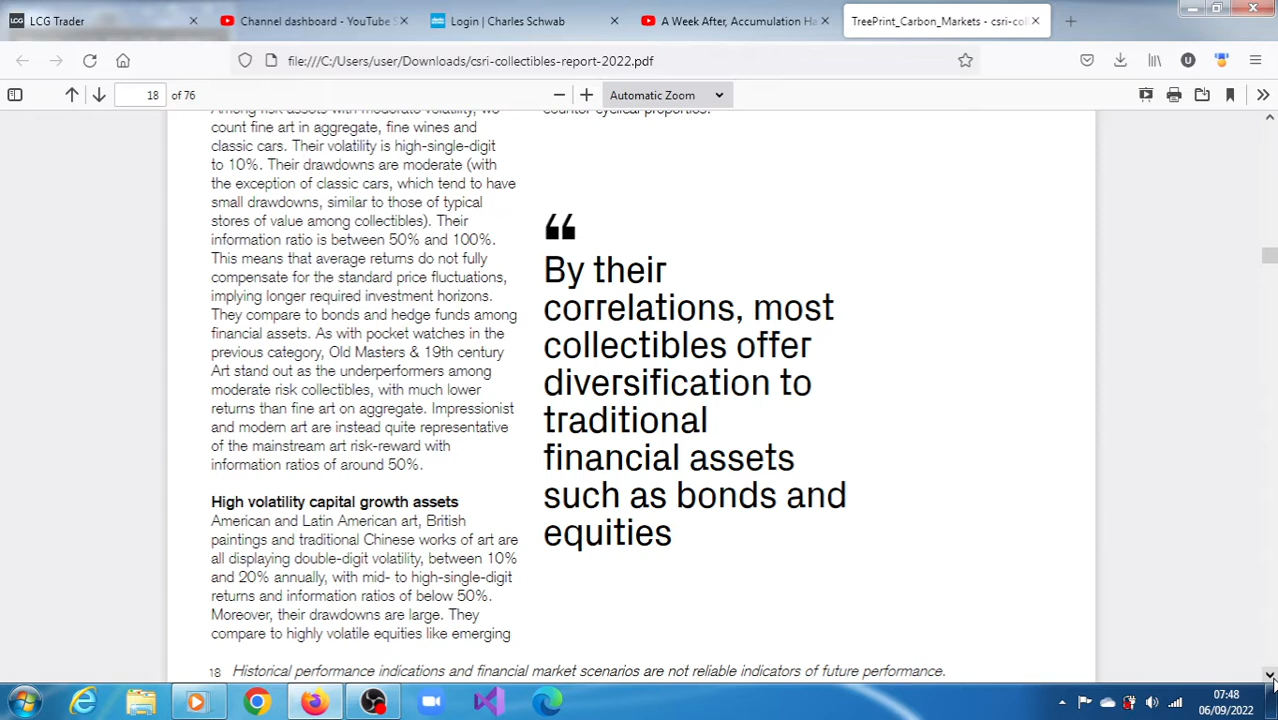 LCG Trader
Channel dashboard - YouTube S
Login | Charles Schwab
A Week After, Accumulation Ha
TreePrint_Carbon_Markets - csri-col
file:///C:/Users/user/Downloads/csri-collectibles-report-2022.pdf
18 of 76
Automatic Zoom
Among risk assets with moderate volatility, we
count fine art in aggregate, fine wines and
classic cars. Their volatility is high-single-digit
to 10%. Their drawdowns are moderate (with
the exception of classic cars, which tend to have
small drawdowns, similar to those of typical
stores of value among collectibles). Their
information ratio is between 50% and 100%.
This means that average returns do not fully
compensate for the standard price fluctuations,
implying longer required investment horizons.
They compare to bonds and hedge funds among
financial assets. As with pocket watches in the
previous category, Old Masters & 19th century
Art stand out as the underperformers among
moderate risk collectibles, with much lower
returns than fine art on aggregate. Impressionist
and modern art are instead quite representative
of the mainstream art risk-reward with
information ratios of around 50%.
High volatility capital growth assets
American and Latin American art, British
paintings and traditional Chinese works of art are
all displaying double-digit volatility, between 10%
and 20% annually, with mid- to high-single-digit
returns and information ratios of below 50%.
Moreover, their drawdowns are large. They
compare to highly volatile equities like emerging
counter-cyclical properties.
“
By their
correlations, most
collectibles offer
diversification to
traditional
financial assets
such as bonds and
equities
18 Historical performance indications and financial market scenarios are not reliable indicators of future performance.
07:48
06/09/2022